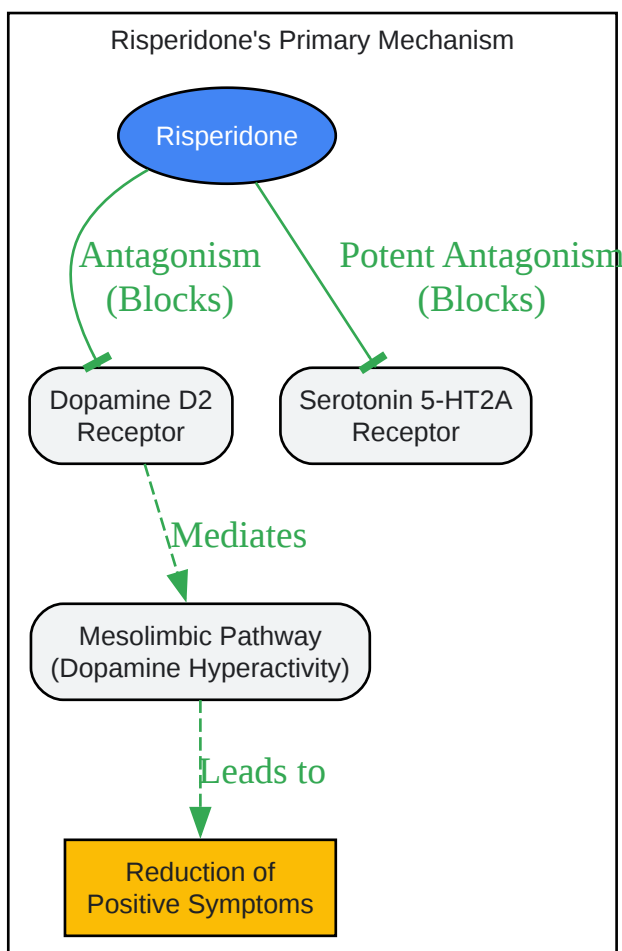 Risperidone's Primary Mechanism
Risperidone
Antagonism
(Blocks)
Potent Antagonism
(Blocks)
Dopamine D2
Receptor
Serotonin 5-HT2A
Receptor
Mediates
Mesolimbic Pathway
(Dopamine Hyperactivity)
Leads to
Reduction of
Positive Symptoms